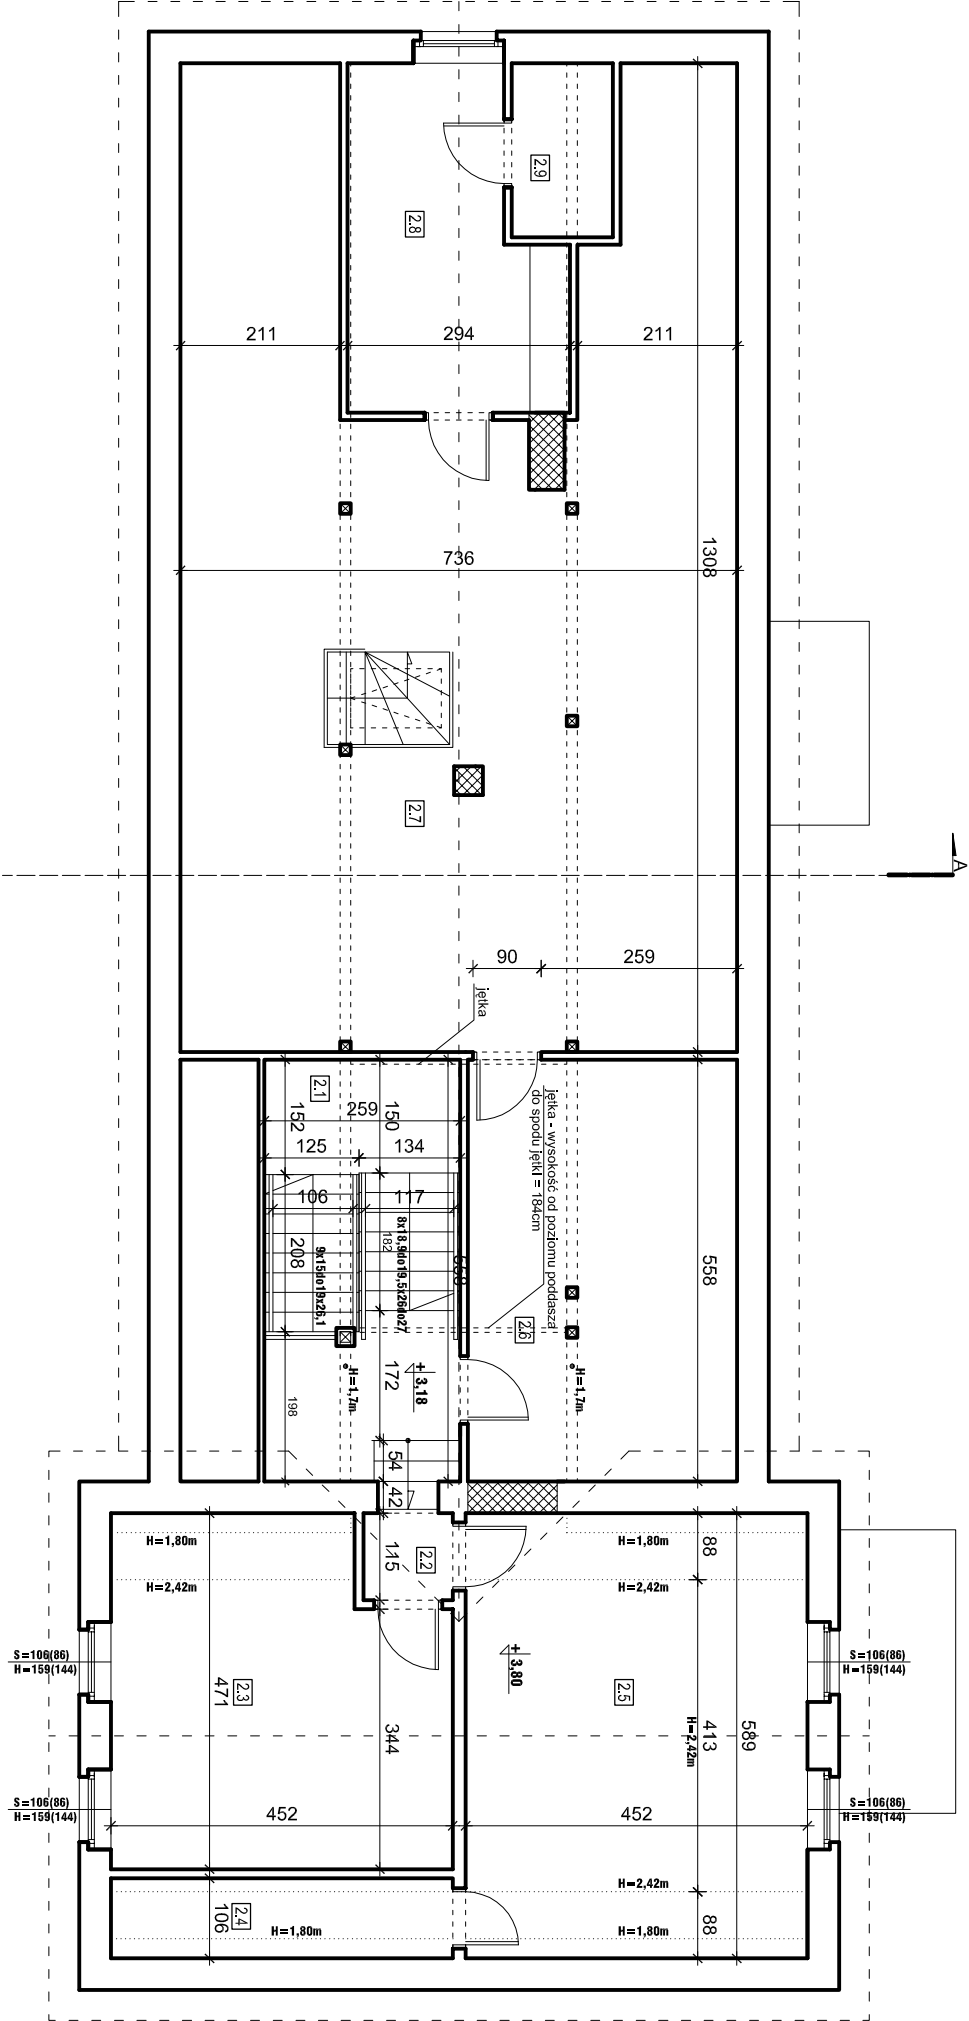 2.9
2.8
211
294
211
1308
736
2.7
A
90
259
jętka
2.1
152
259
150
125
134
106
117
208
9x15do19x26,1
182
8x18,9do19,5x26do27
558
jętka - wysokość od poziomu poddasza
do spodu jętki = 184cm
558
2.6
172
+ 3,18
H=1,7m
H=1,7m
198
54
42
115
2.2
H=1,80m
H=1,80m
88
H=2,42m
H=2,42m
S=106(86)
H=159(144)
+ 3,80
S=106(86)
H=159(144)
2.3
471
2.5
344
H=2,42m
413
589
S=106(86)
H=159(144)
452
452
S=106(86)
H=159(144)
H=2,42m
2.4
106
H=1,80m
H=1,80m
88